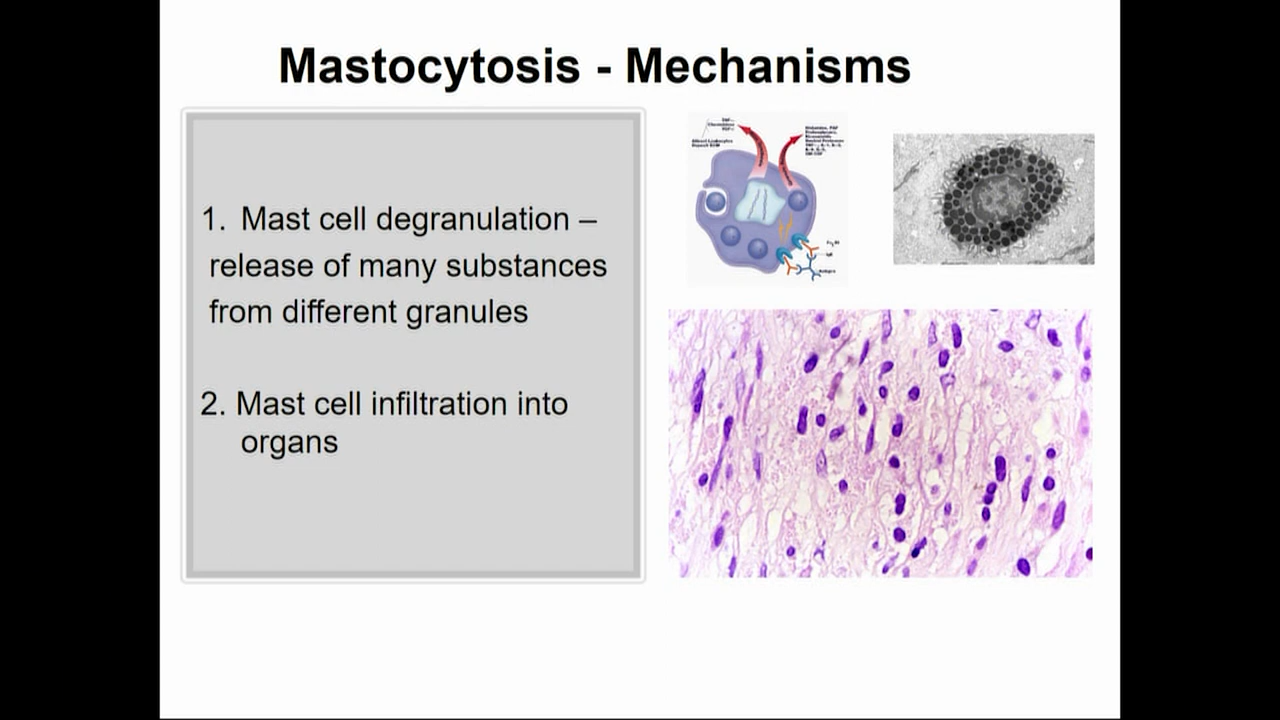 Mastocytosis - Mechanisms
1. Mast cell degranulation –
release of many substances
from different granules
2. Mast cell infiltration into
organs